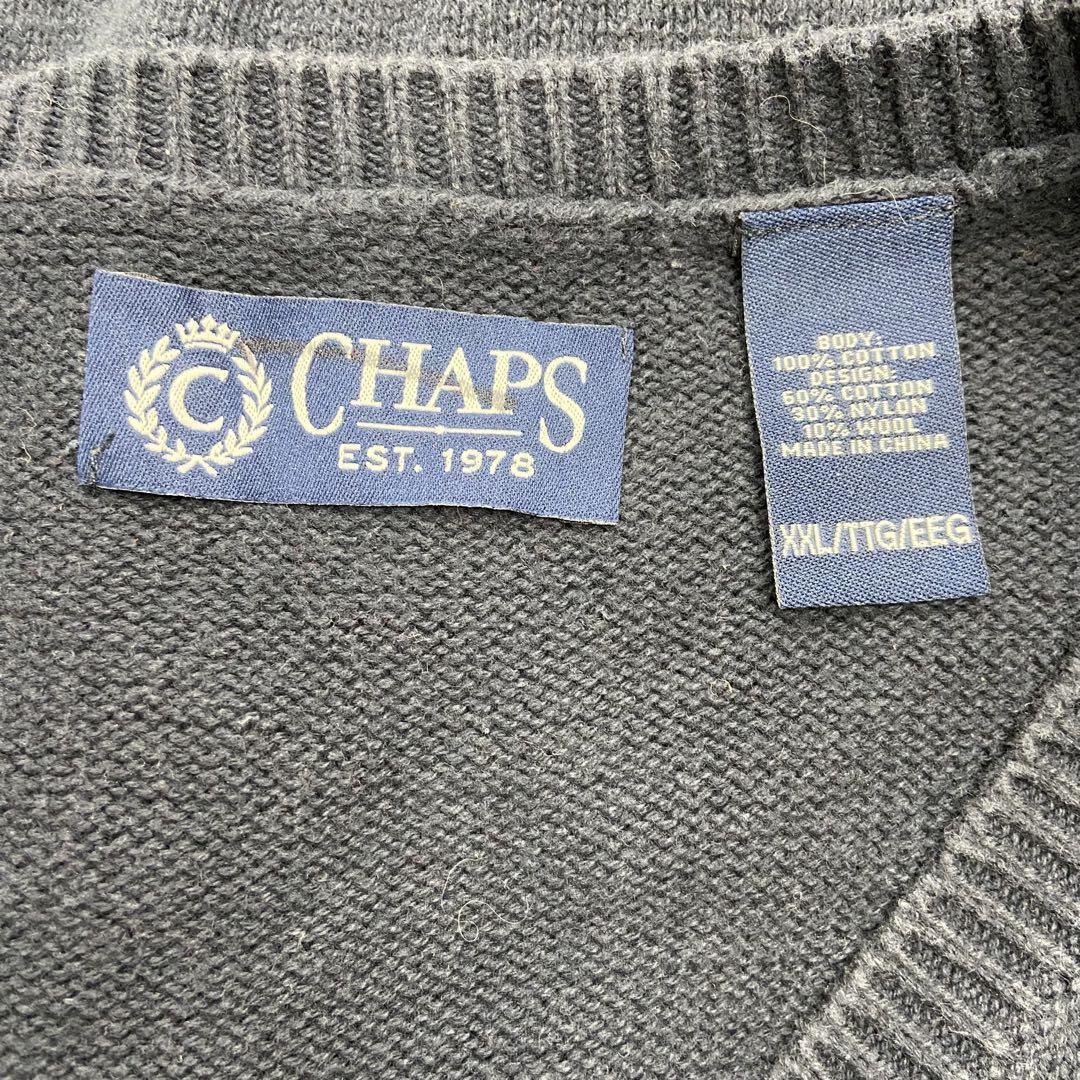 C CHAPS
EST. 1978
BODY:
100% COTTON
DESIGN:
60% COTTON
30% NYLON
10% WOOL
MADE IN CHINA
XXL/TTG/EEG